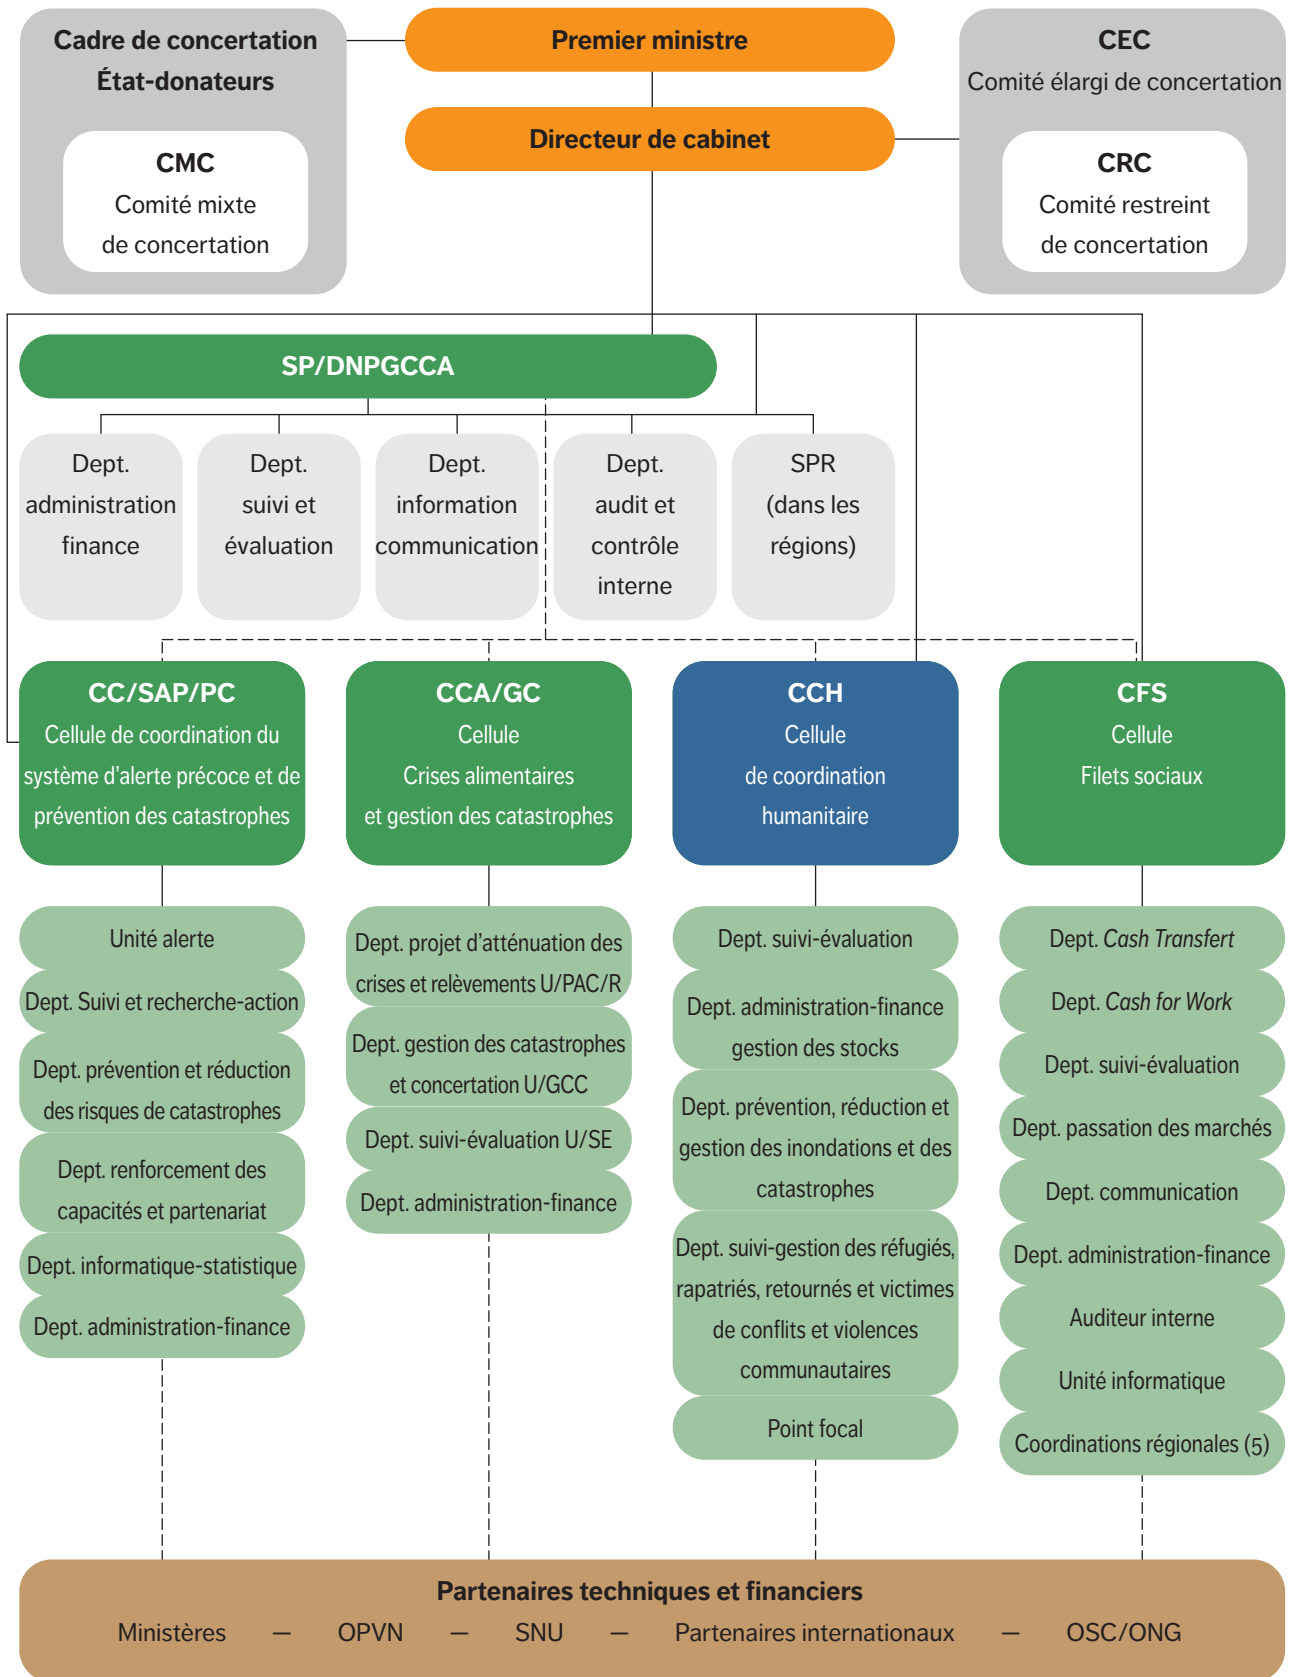 Cadre de concertation
État-donateurs
CMC
Comité mixte
de concertation
Premier ministre
Directeur de cabinet
CEC
Comité élargi de concertation
CRC
Comité restreint
de concertation
SP/DNPGCCA
Dept.
administration
finance
Dept.
suivi et
évaluation
Dept.
information
communication
Dept.
audit et
contrôle
interne
SPR
(dans les
régions)
CC/SAP/PC
Cellule de coordination du
système d'alerte précoce et de
prévention des catastrophes
CCA/GC
Cellule
Crises alimentaires
et gestion des catastrophes
CCH
Cellule
de coordination
humanitaire
CFS
Cellule
Filets sociaux
Unité alerte
Dept. Suivi et recherche-action
Dept. prévention et réduction
des risques de catastrophes
Dept. renforcement des
capacités et partenariat
Dept. informatique-statistique
Dept. administration-finance
Dept. projet d'atténuation des
crises et relèvements U/PAC/R
Dept. gestion des catastrophes
et concertation U/GCC
Dept. suivi-évaluation U/SE
Dept. administration-finance
Dept. suivi-évaluation
Dept. administration-finance
gestion des stocks
Dept. prévention, réduction et
gestion des inondations et des
catastrophes
Dept. suivi-gestion des réfugiés,
rapatriés, retournés et victimes
de conflits et violences
communautaires
Point focal
Dept. Cash Transfert
Dept. Cash for Work
Dept. suivi-évaluation
Dept. passation des marchés
Dept. communication
Dept. administration-finance
Auditeur interne
Unité informatique
Coordinations régionales (5)
Partenaires techniques et financiers
Ministères — OPVN — SNU — Partenaires internationaux — OSC/ONG